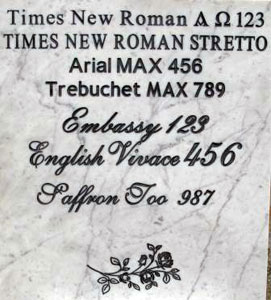 Times New Roman Α Ω 123
TIMES NEW ROMAN STRETTO
Arial MAX 456
Trebuchet MAX 789
Embassy 123
English Vivace 456
Saffron Too 987